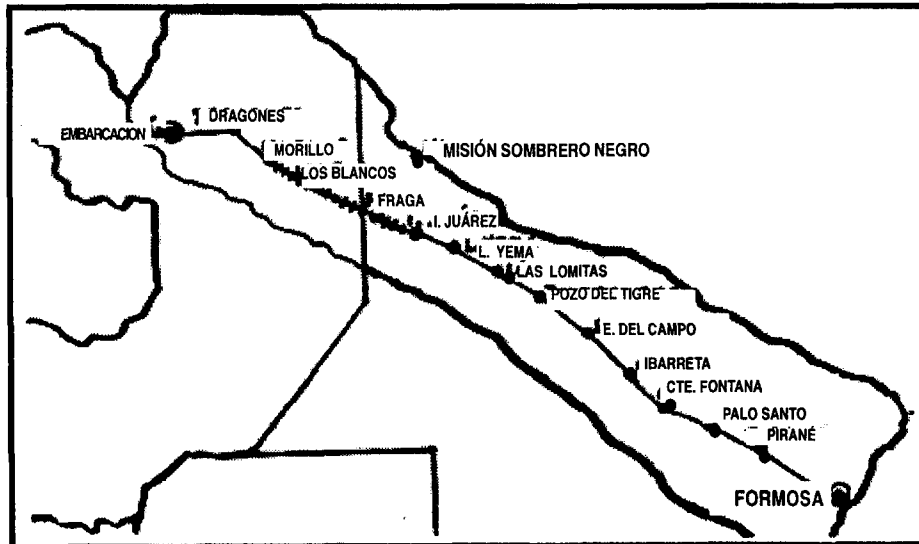 DRAGONES
EMBARCACION
MORILLO
MISIÓN SOMBRERO NEGRO
LOS BLANCOS
FRAGA
I. JUÁREZ
L. YEMA
LAS LOMITAS
POZO DEL TIGRE
E. DEL CAMPO
IBARRETA
CTE. FONTANA
PALO SANTO
PIRANÉ
FORMOSA